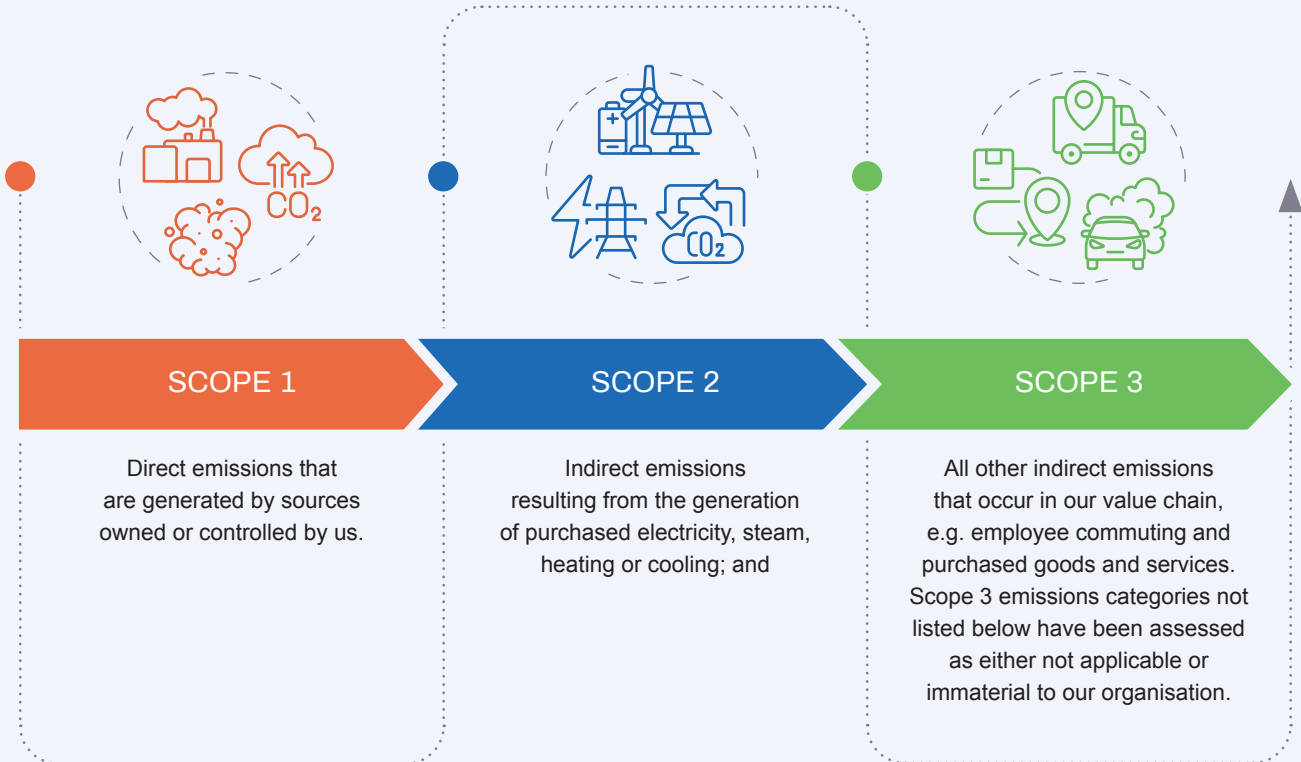 CO₂
CO₂
SCOPE 1
SCOPE 2
SCOPE 3
Direct emissions that
are generated by sources
owned or controlled by us.
Indirect emissions
resulting from the generation
of purchased electricity, steam,
heating or cooling; and
All other indirect emissions
that occur in our value chain,
e.g. employee commuting and
purchased goods and services.
Scope 3 emissions categories not
listed below have been assessed
as either not applicable or
immaterial to our organisation.